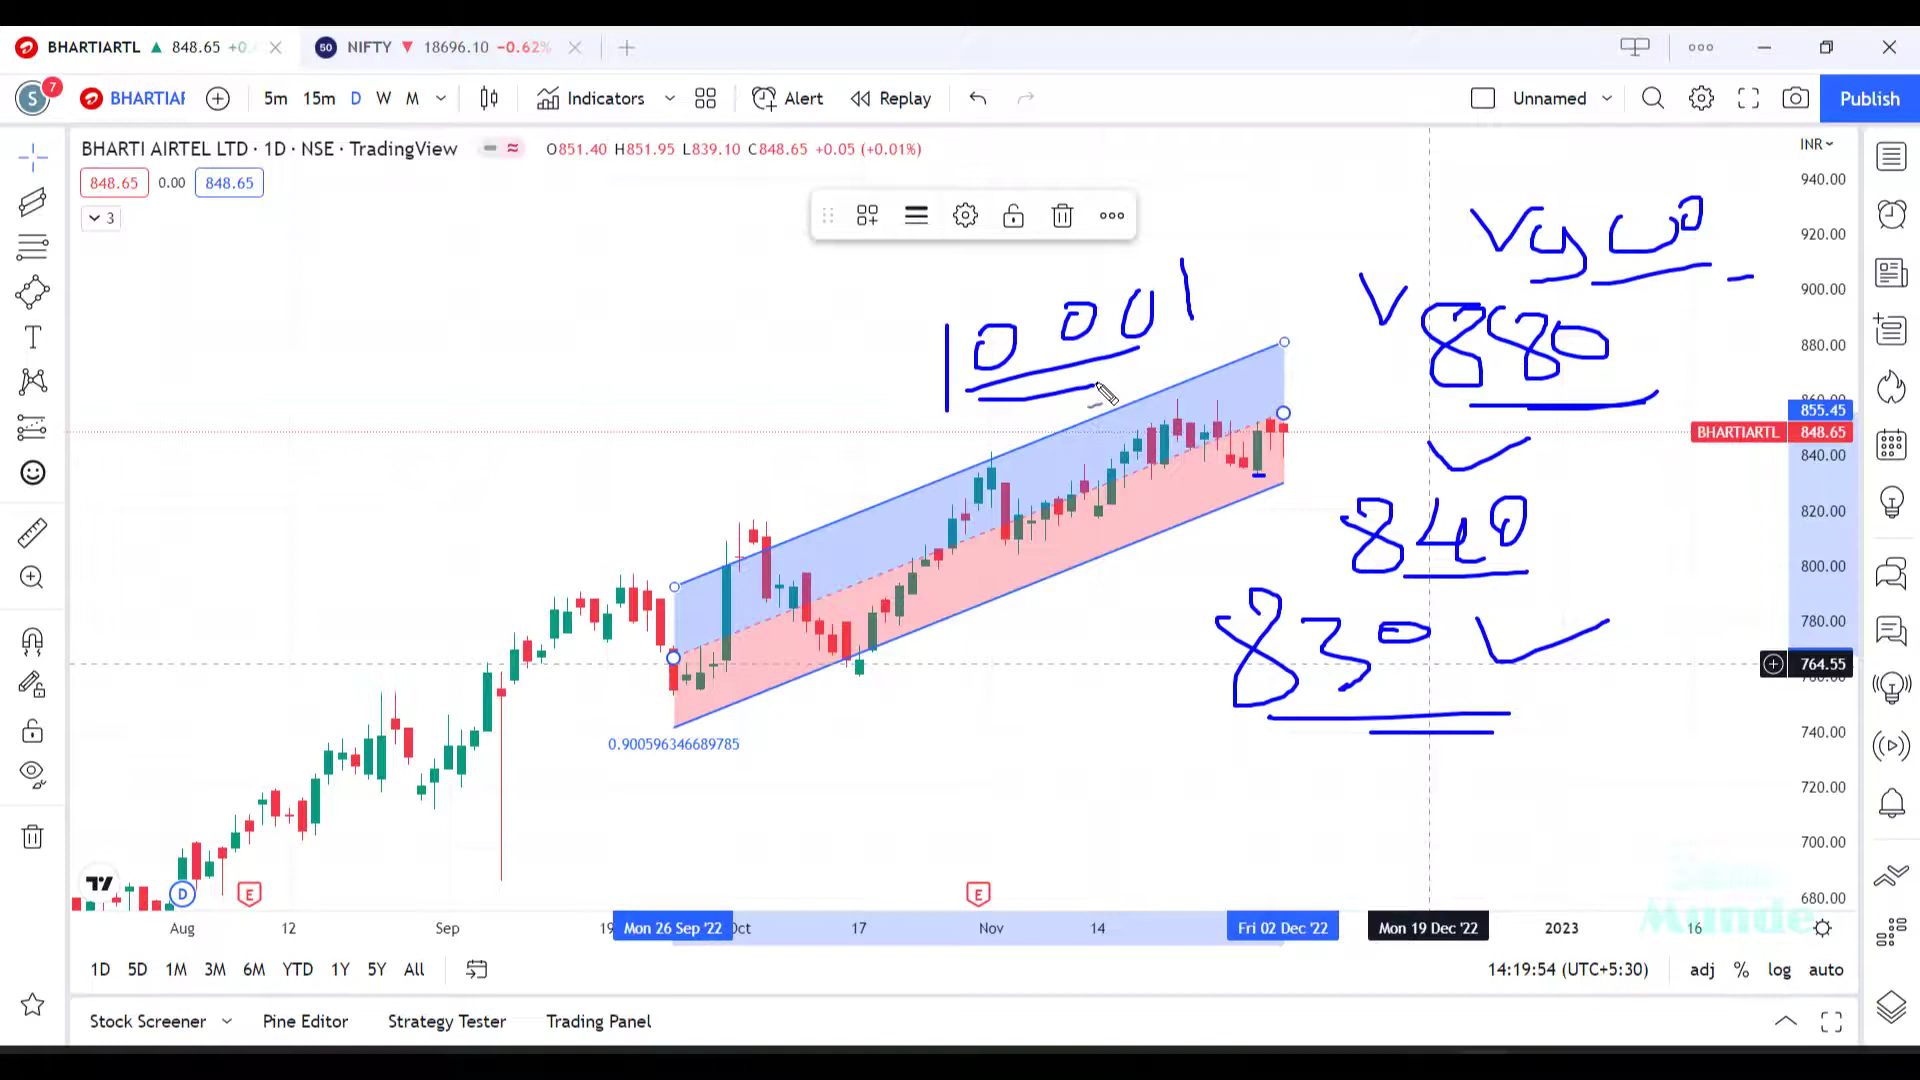 BHARTIARTL ▲ 848.65 +0.
50 NIFTY ▼ 18696.10 −0.62%
S 7 BHARTIAF 5m 15m D W M Indicators Alert Replay Unnamed Publish
BHARTI AIRTEL LTD · 1D · NSE · TradingView O851.40 H851.95 L839.10 C848.65 +0.05 (+0.01%)
INR
848.65 0.00 848.65
3
940.00
920.00
900.00
880.00
855.45
BHARTIARTL 848.65
840.00
820.00
800.00
780.00
764.55
740.00
720.00
700.00
680.00
880
840
830
0.900596346689785
D E E
Aug 12 Sep 19 Mon 26 Sep '22 Oct 17 Nov 14 Fri 02 Dec '22 Mon 19 Dec '22 2023 16
Munde
1D 5D 1M 3M 6M YTD 1Y 5Y All 14:19:54 (UTC+5:30) adj % log auto
Stock Screener Pine Editor Strategy Tester Trading Panel